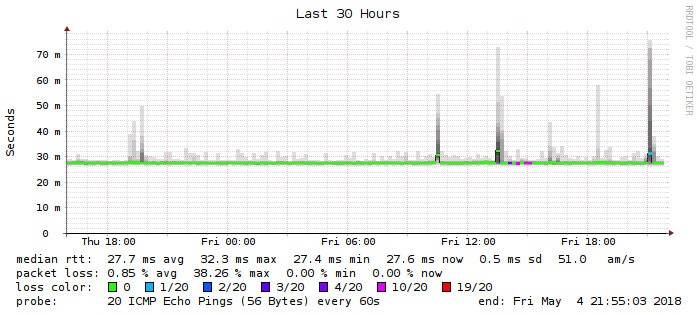 Last 30 Hours
RRDTOOL / TOBI OETIKER
Seconds
70 m
60 m
50 m
40 m
30 m
20 m
10 m
0
Thu 18:00 Fri 00:00 Fri 06:00 Fri 12:00 Fri 18:00
median rtt: 27.7 ms avg 32.3 ms max 27.4 ms min 27.6 ms now 0.5 ms sd 51.0 am/s
packet loss: 0.85 % avg 38.26 % max 0.00 % min 0.00 % now
loss color: 0 1/20 2/20 3/20 4/20 10/20 19/20
probe: 20 ICMP Echo Pings (56 Bytes) every 60s end: Fri May 4 21:55:03 2018